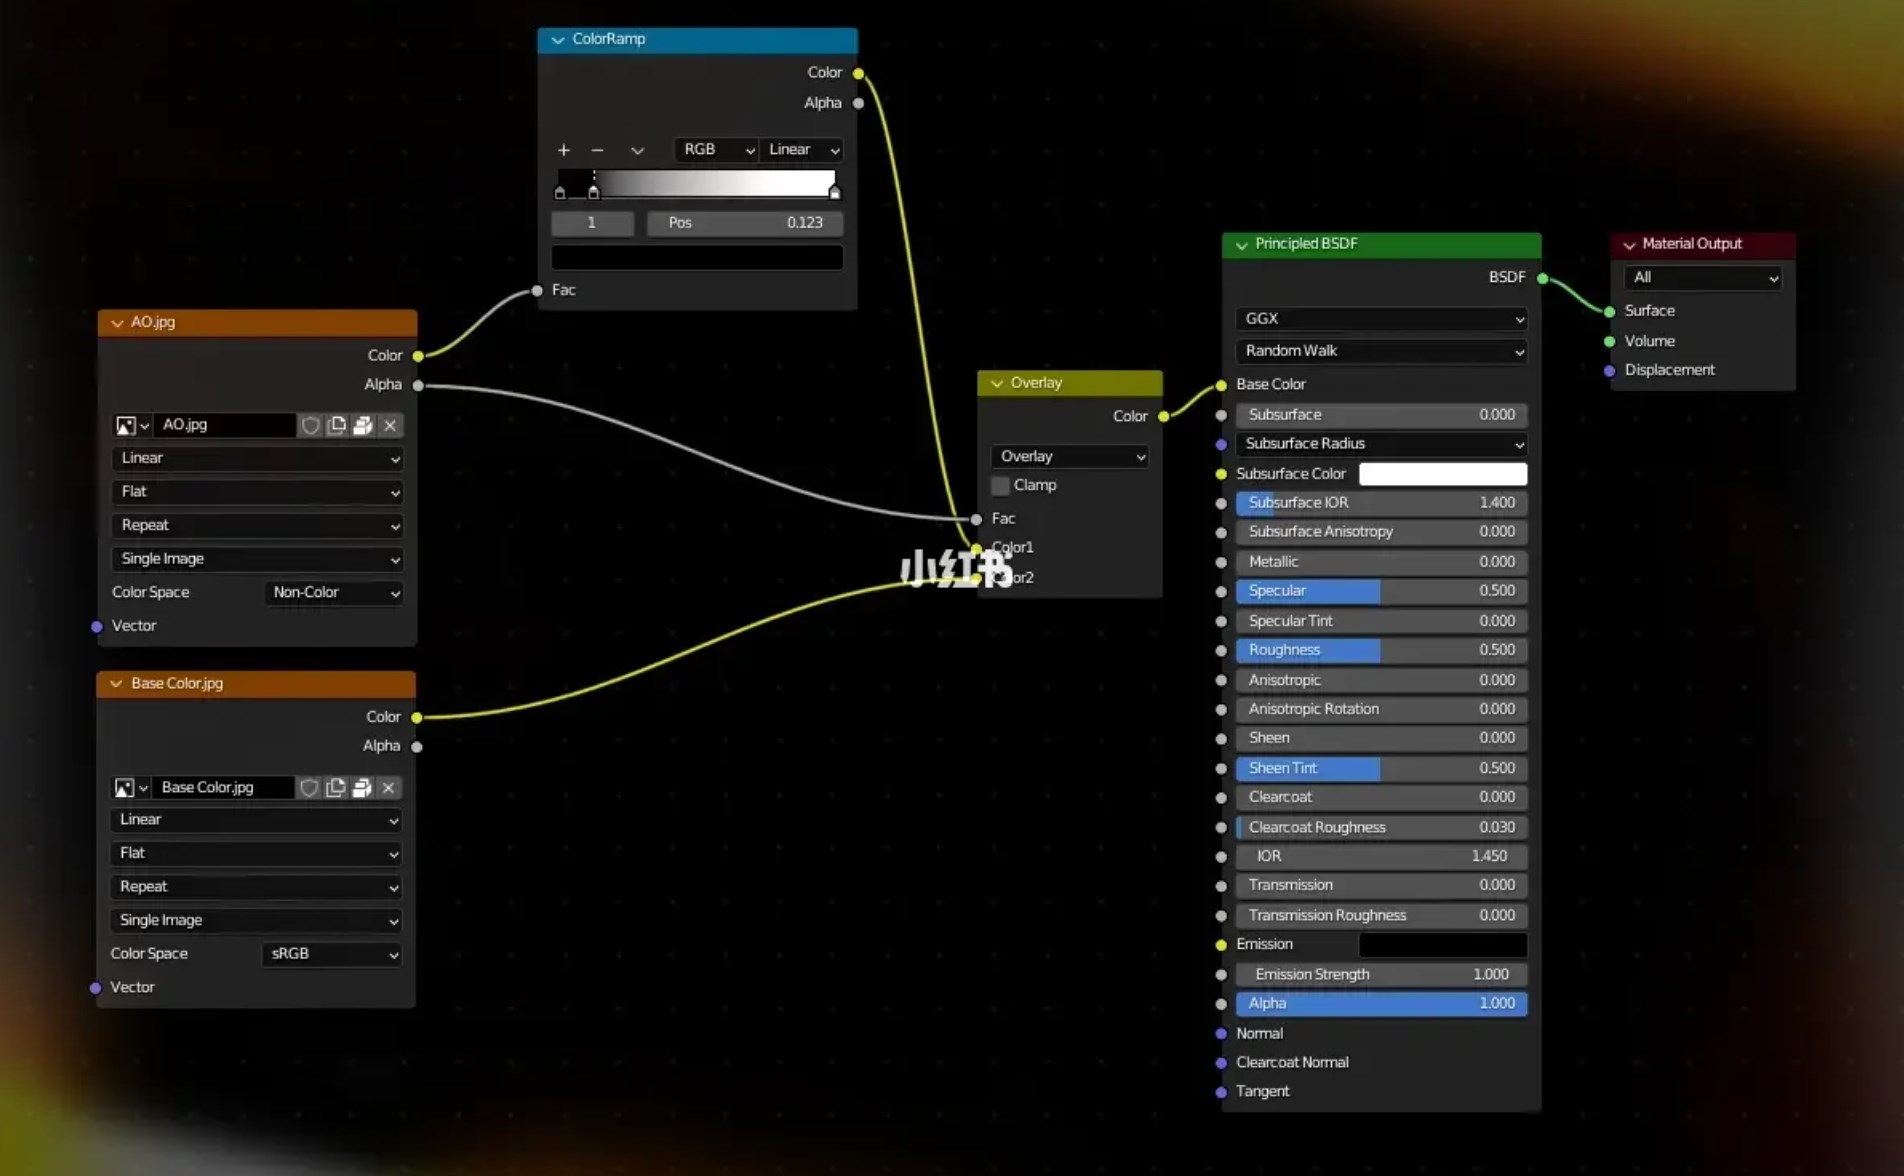 ColorRamp
Color
Alpha
RGB
Linear
1
Pos 0.123
Fac
AO.jpg
Color
Alpha
AO.jpg
Linear
Flat
Repeat
Single Image
Color Space Non-Color
Vector
Base Color.jpg
Color
Alpha
Base Color.jpg
Linear
Flat
Repeat
Single Image
Color Space sRGB
Vector
Overlay
Color
Overlay
Clamp
Fac
Color1
Color2
小红书
Principled BSDF
BSDF
GGX
Random Walk
Base Color
Subsurface 0.000
Subsurface Radius
Subsurface Color
Subsurface IOR 1.400
Subsurface Anisotropy 0.000
Metallic 0.000
Specular 0.500
Specular Tint 0.000
Roughness 0.500
Anisotropic 0.000
Anisotropic Rotation 0.000
Sheen 0.000
Sheen Tint 0.500
Clearcoat 0.000
Clearcoat Roughness 0.030
IOR 1.450
Transmission 0.000
Transmission Roughness 0.000
Emission
Emission Strength 1.000
Alpha 1.000
Normal
Clearcoat Normal
Tangent
Material Output
All
Surface
Volume
Displacement